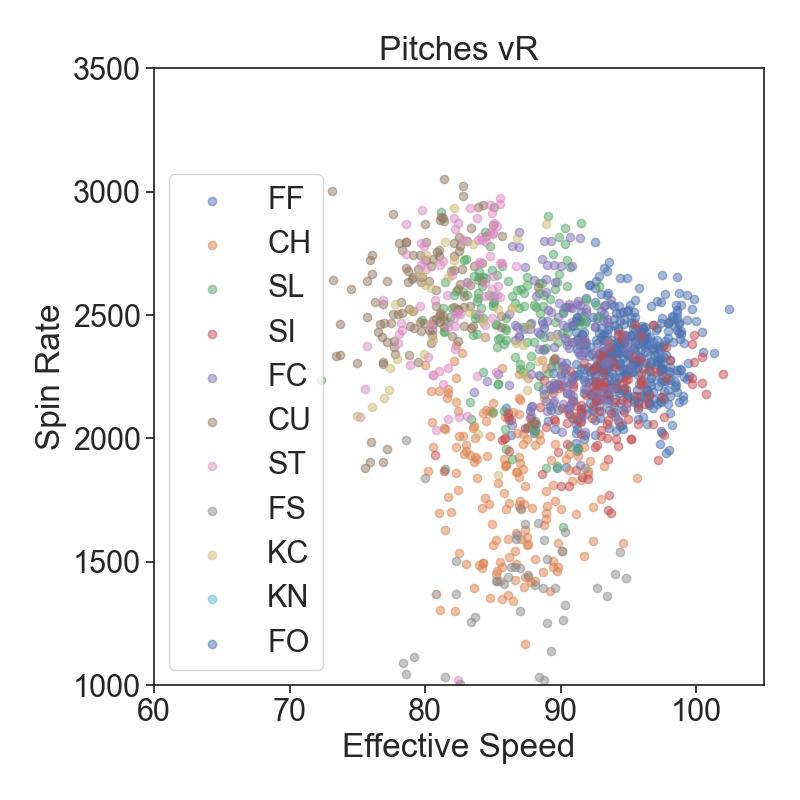 Pitches vR
3500
3000
2500
2000
1500
1000
Spin Rate
FF
CH
SL
SI
FC
CU
ST
FS
KC
KN
FO
60 70 80 90 100
Effective Speed